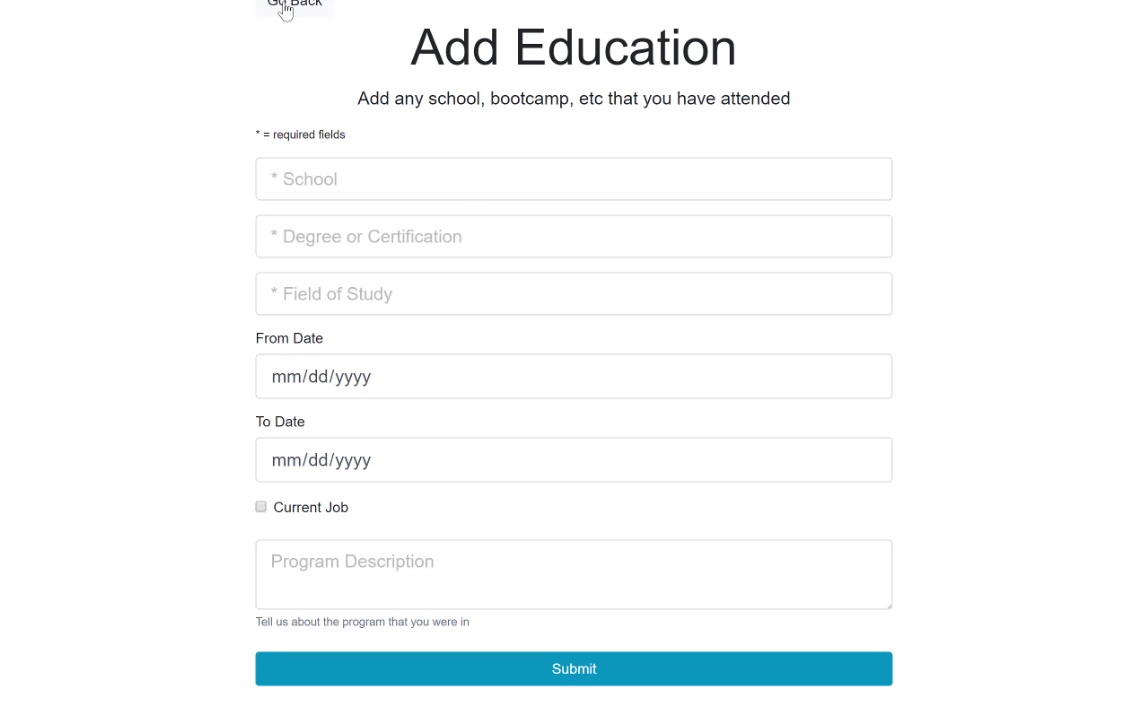 Go Back
Add Education
Add any school, bootcamp, etc that you have attended
* = required fields
* School
* Degree or Certification
* Field of Study
From Date
mm/dd/yyyy
To Date
mm/dd/yyyy
Current Job
Program Description
Tell us about the program that you were in
Submit